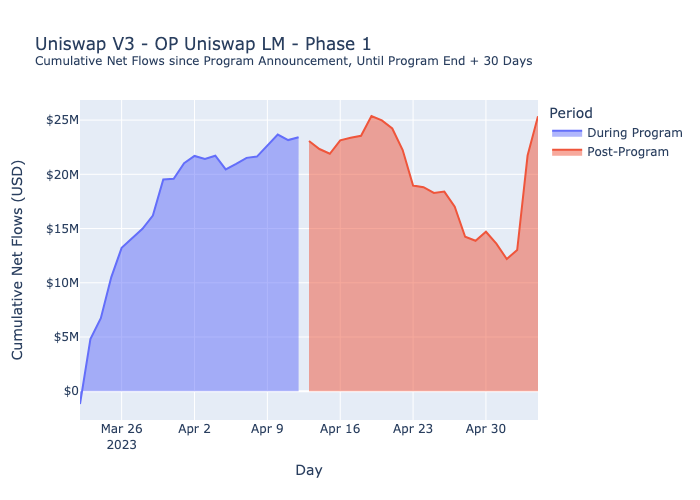 Uniswap V3 - OP Uniswap LM - Phase 1
Cumulative Net Flows since Program Announcement, Until Program End + 30 Days
Period
During Program
Post-Program
Cumulative Net Flows (USD)
$25M
$20M
$15M
$10M
$5M
$0
Mar 26
2023
Apr 2
Apr 9
Apr 16
Apr 23
Apr 30
Day